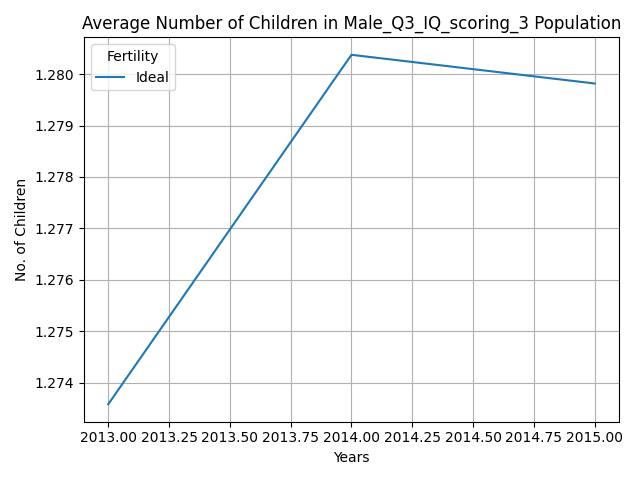 Average Number of Children in Male_Q3_IQ_scoring_3 Population
Fertility
Ideal
No. of Children
1.280
1.279
1.278
1.277
1.276
1.275
1.274
2013.00 2013.25 2013.50 2013.75 2014.00 2014.25 2014.50 2014.75 2015.00
Years